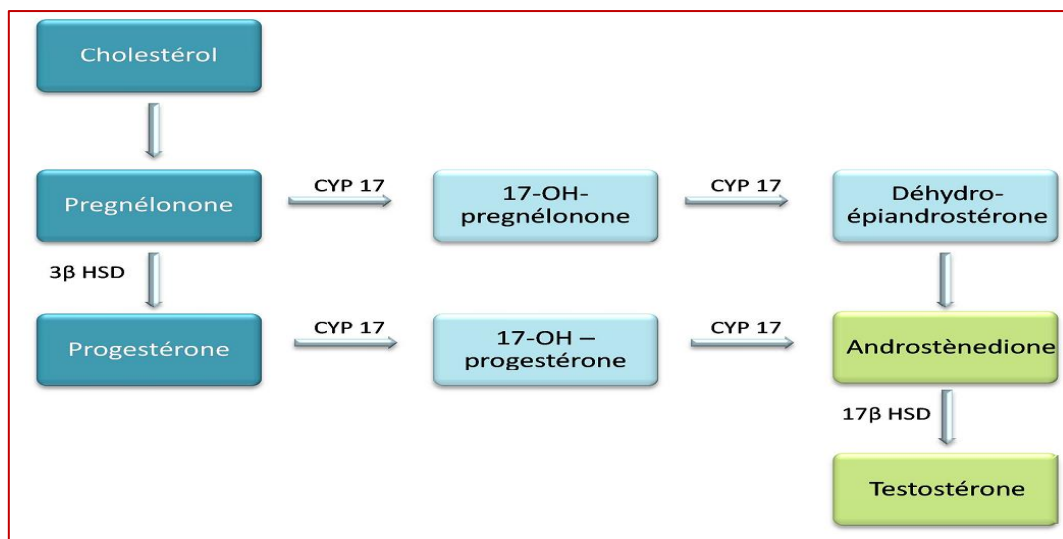 Cholestérol
Pregnélonone
CYP 17
17-OH-
pregnélonone
CYP 17
Déhydro-
épiandrostérone
3β HSD
Progestérone
CYP 17
17-OH –
progestérone
CYP 17
Androstènedione
17β HSD
Testostérone